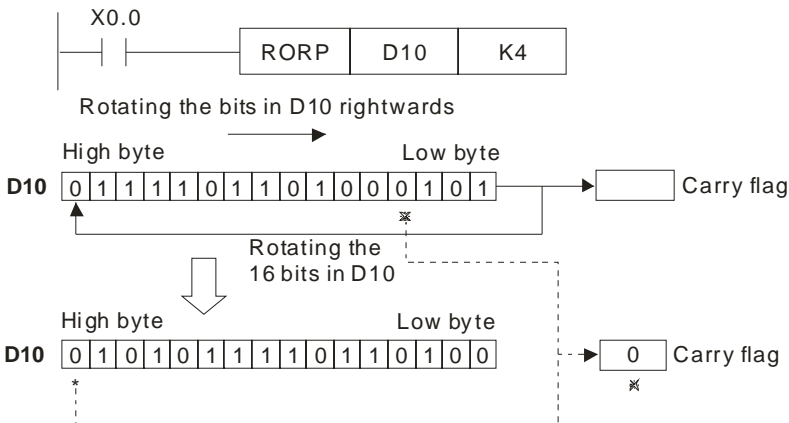 X0.0
RORP D10 K4
Rotating the bits in D10 rightwards
High byte Low byte
D10 0 1 1 1 1 0 1 1 0 1 0 0 0 1 0 1 Carry flag
※
Rotating the
16 bits in D10
High byte Low byte
D10 0 1 0 1 0 1 1 1 1 0 1 1 0 1 0 0 0 Carry flag
* ※